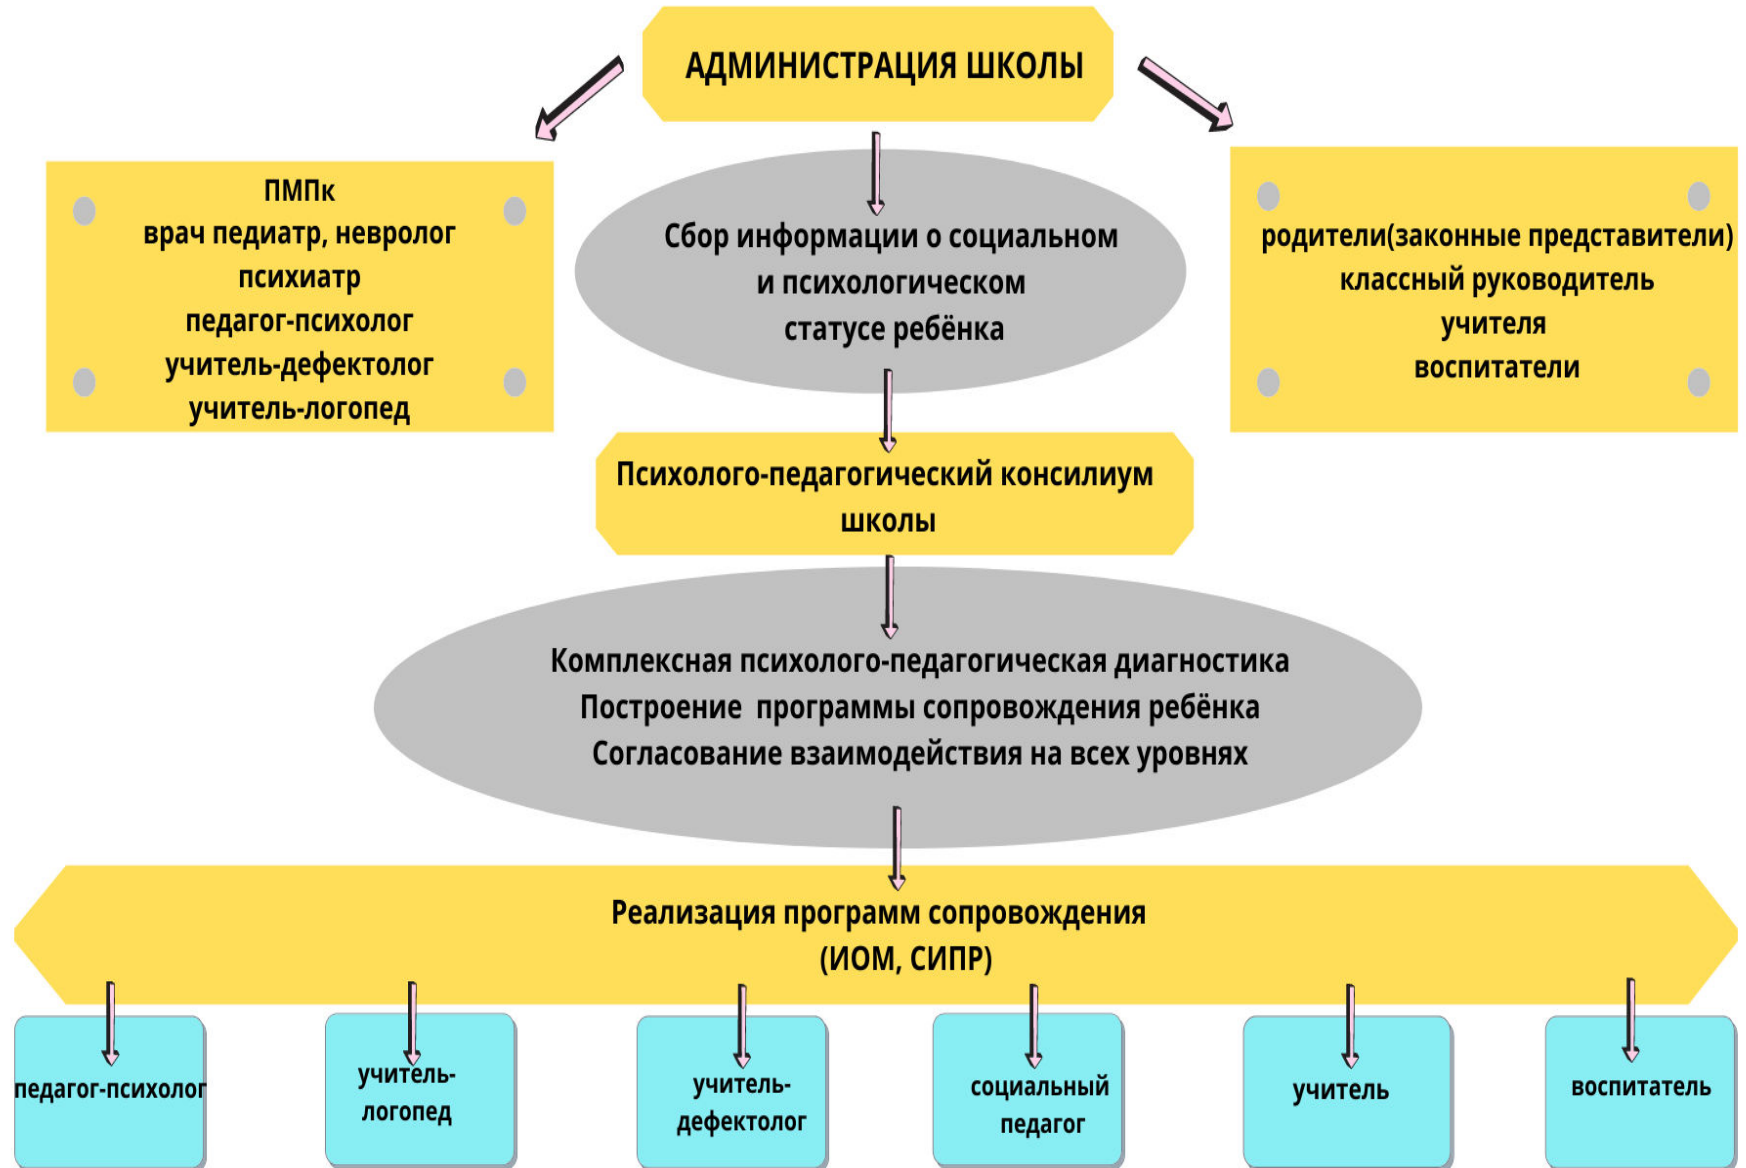 АДМИНИСТРАЦИЯ ШКОЛЫ
ПМПк
врач педиатр, невролог
психиатр
педагог-психолог
учитель-дефектолог
учитель-логопед
Сбор информации о социальном
и психологическом
статусе ребёнка
родители(законные представители)
классный руководитель
учителя
воспитатели
Психолого-педагогический консилиум
школы
Комплексная психолого-педагогическая диагностика
Построение программы сопровождения ребёнка
Согласование взаимодействия на всех уровнях
Реализация программ сопровождения
(ИОМ, СИПР)
педагог-психолог
учитель-
логопед
учитель-
дефектолог
социальный
педагог
учитель
воспитатель